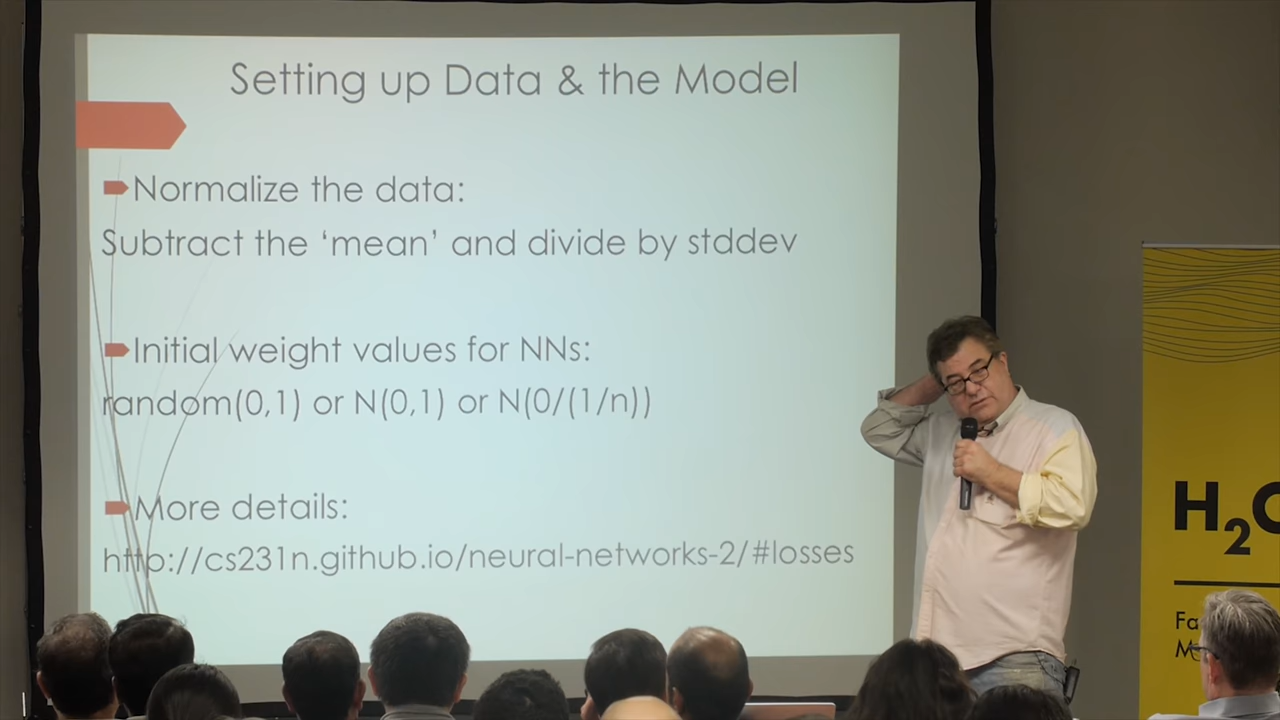 Setting up Data & the Model
Normalize the data:
Subtract the ‘mean’ and divide by stddev
Initial weight values for NNs:
random(0,1) or N(0,1) or N(0/(1/n))
More details:
http://cs231n.github.io/neural-networks-2/#losses
H2O
Fa
M